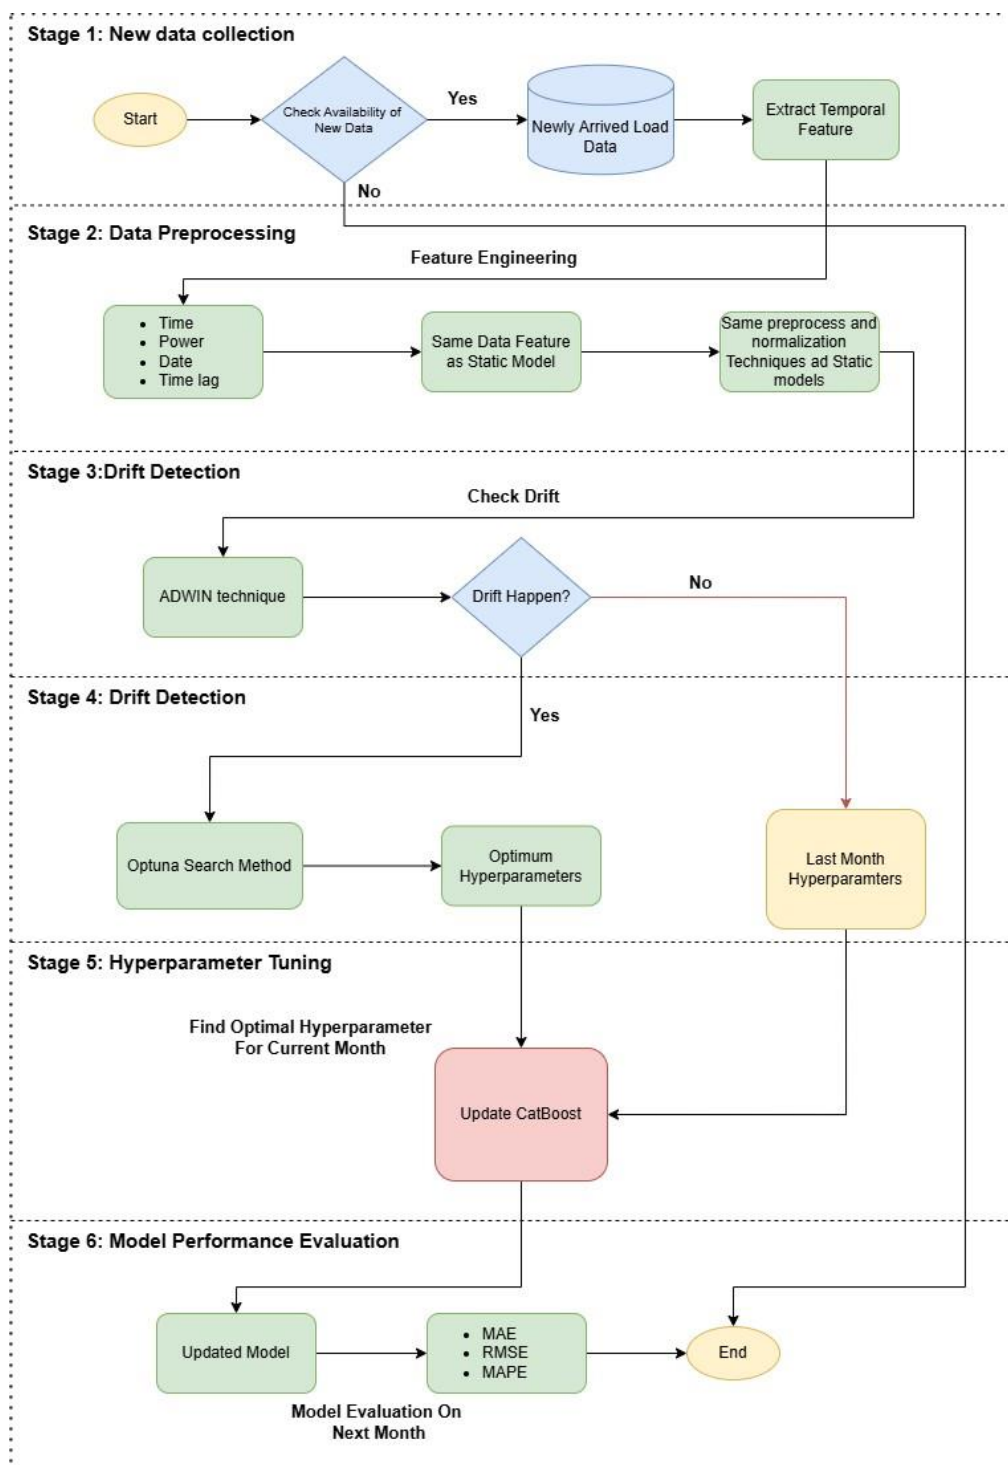 Stage 1: New data collection
Start
Check Availability of
New Data
Yes
No
Newly Arrived Load
Data
Extract Temporal
Feature
Stage 2: Data Preprocessing
Feature Engineering
• Time
• Power
• Date
• Time lag
Same Data Feature
as Static Model
Same preprocess and
normalization
Techniques ad Static
models
Stage 3:Drift Detection
Check Drift
ADWIN technique
Drift Happen?
No
Stage 4: Drift Detection
Yes
Optuna Search Method
Optimum
Hyperparameters
Last Month
Hyperparamters
Stage 5: Hyperparameter Tuning
Find Optimal Hyperparameter
For Current Month
Update CatBoost
Stage 6: Model Performance Evaluation
Updated Model
• MAE
• RMSE
• MAPE
End
Model Evaluation On
Next Month